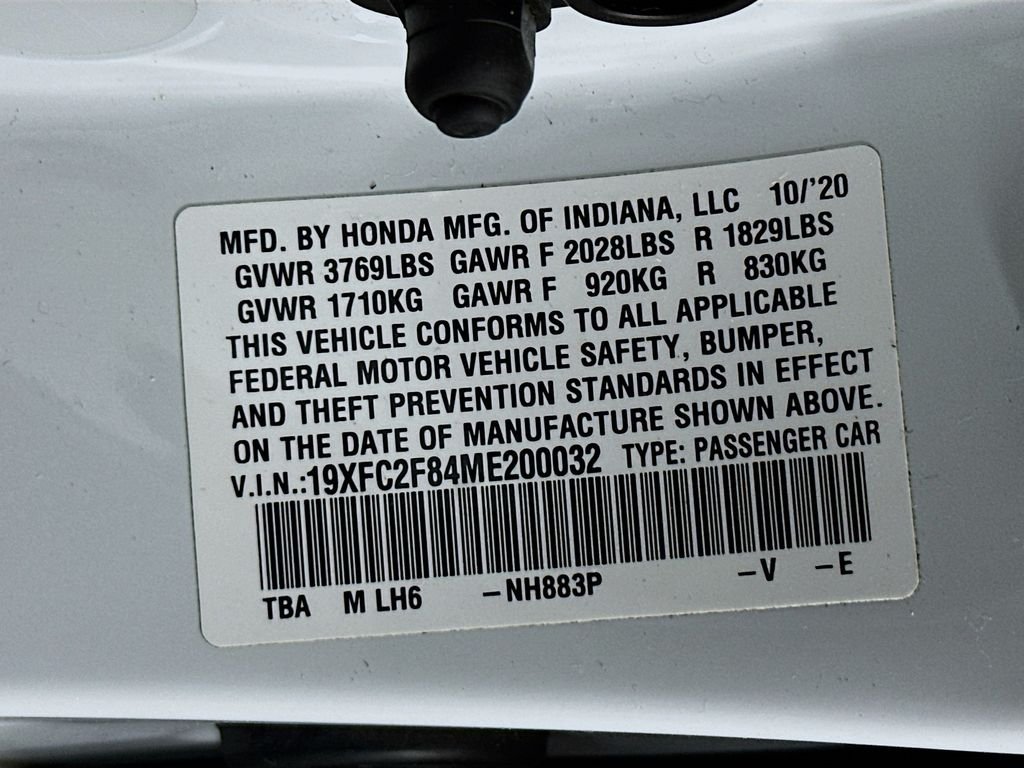 MFD. BY HONDA MFG. OF INDIANA, LLC 10/'20
GVWR 3769LBS GAWR F 2028LBS R 1829LBS
GVWR 1710KG GAWR F 920KG R 830KG
THIS VEHICLE CONFORMS TO ALL APPLICABLE
FEDERAL MOTOR VEHICLE SAFETY, BUMPER,
AND THEFT PREVENTION STANDARDS IN EFFECT
ON THE DATE OF MANUFACTURE SHOWN ABOVE.
V.I.N.:19XFC2F84ME200032 TYPE: PASSENGER CAR
TBA M LH6 –NH883P –V –E